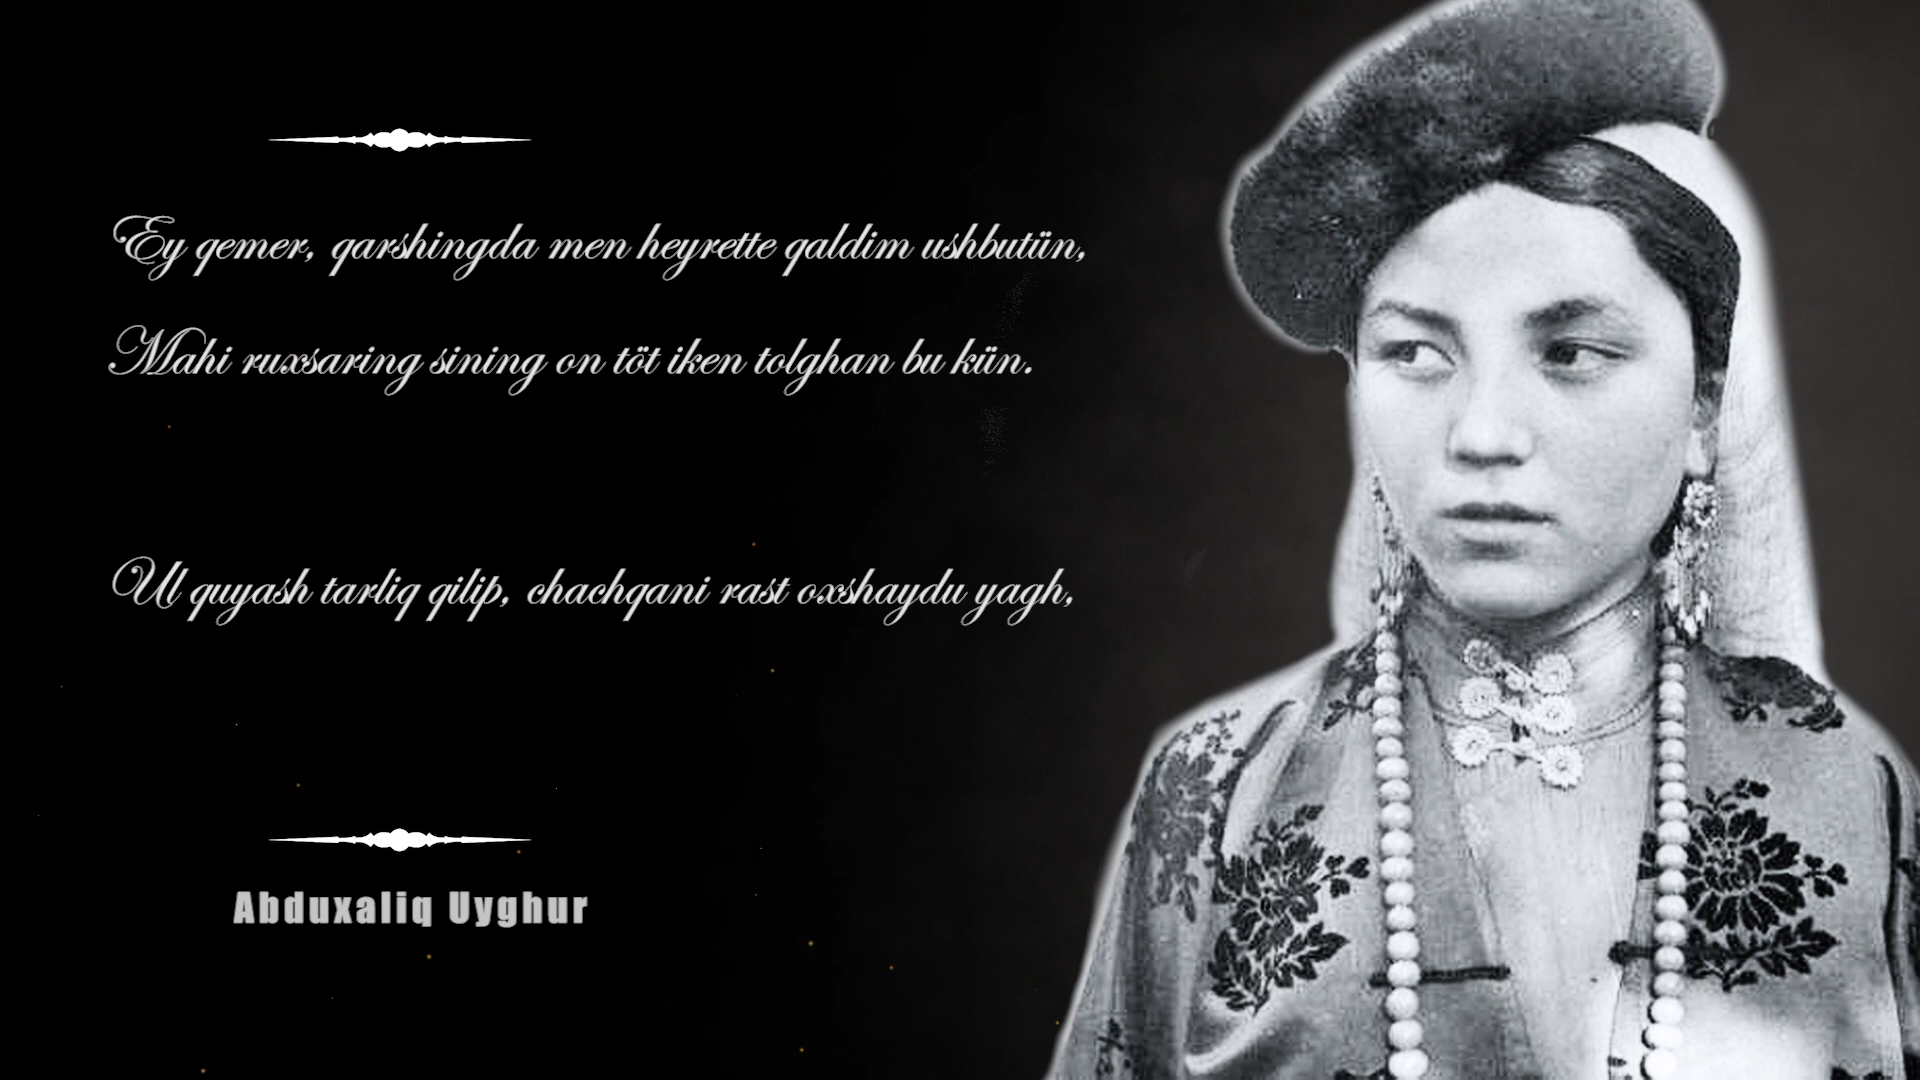 Ey qemer, qarshingda men heyrette qaldim ushbutün,
Mahi ruxsaring sining on töt iken tolghan bu kün.
Ul quyash tarliq qilip, chachqani rast oxshaydu yagh,
Abduxaliq Uyghur